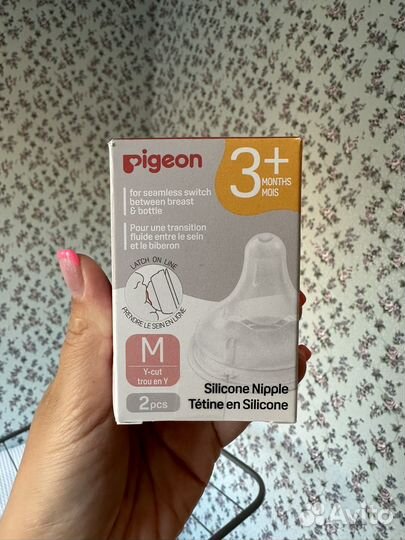 pigeon
3+
MONTHS
MOIS
for seamless switch
between breast
& bottle
Pour une transition
fluide entre le sein
et le biberon
LATCH ON LINE
PRENDRE LE SEIN EN LIGNE
M
Y-cut
trou en Y
2pcs
Silicone Nipple
Tétine en Silicone
Avito